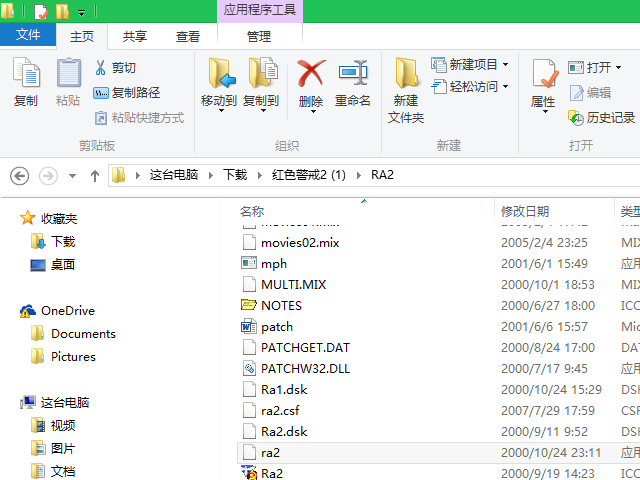 应用程序工具
文件 主页 共享 查看 管理
复制
粘贴
剪切
复制路径
粘贴快捷方式
剪贴板
移动到
复制到
删除
重命名
组织
新建
文件夹
新建项目
轻松访问
新建
属性
打开
编辑
历史记录
打开
这台电脑 下载 红色警戒2 (1) RA2
收藏夹
下载
桌面
OneDrive
Documents
Pictures
这台电脑
视频
图片
文档
名称 修改日期 类型
movies02.mix 2005/2/4 23:25 MIX
mph 2001/6/1 15:49 应用
MULTI.MIX 2000/10/1 18:53 MIX
NOTES 2000/6/27 18:00 ICO
patch 2001/6/6 15:57 Mic
PATCHGET.DAT 2000/8/24 17:00 DAT
PATCHW32.DLL 2000/7/17 9:45 应用
Ra1.dsk 2000/10/24 15:29 DSK
ra2.csf 2007/7/29 17:59 CSF
Ra2.dsk 2000/9/11 9:52 DSK
ra2 2000/10/24 23:11 应用
Ra2 2000/9/19 14:23 ICO